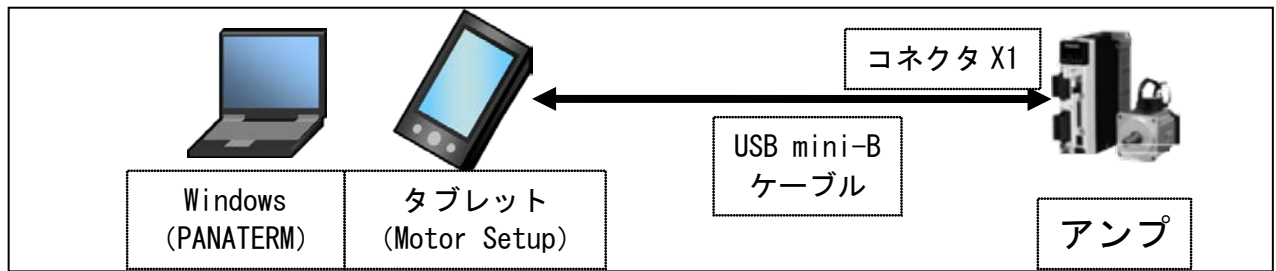 コネクタ X1
USB mini-B
ケーブル
Windows
(PANATERM)
タブレット
(Motor Setup)
アンプ